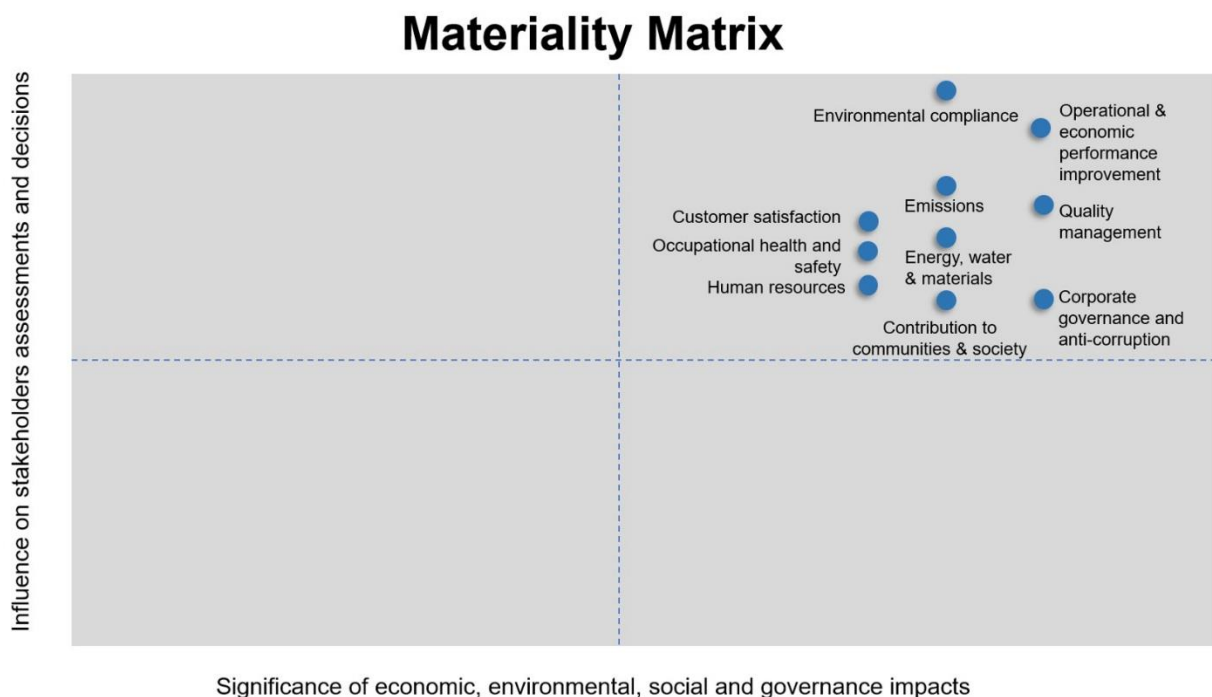 Materiality Matrix
Influence on stakeholders assessments and decisions
Environmental compliance
Operational &
economic
performance
improvement
Emissions
Quality
management
Customer satisfaction
Occupational health and
safety
Human resources
Energy, water
& materials
Contribution to
communities & society
Corporate
governance and
anti-corruption
Significance of economic, environmental, social and governance impacts